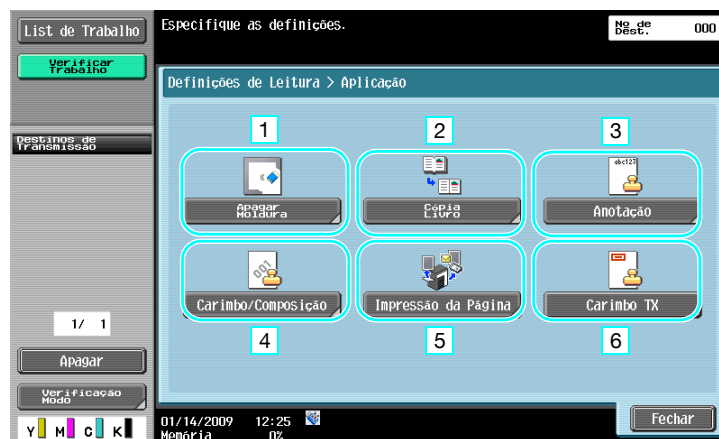 List de Trabalho
Verificar
Trabalho
Destinos de
Transmissão
1/ 1
Apagar
Verificação
Modo
Y M C K
Especifique as definições.
Nº de
Dest.
000
Definições de Leitura > Aplicação
1
2
3
abc123
Apagar
Moldura
Cópia
Livro
Anotação
001
Carimbo/Composição
Impressão da Página
Carimbo TX
4
5
6
01/14/2009 12:25
Memória 0%
Fechar